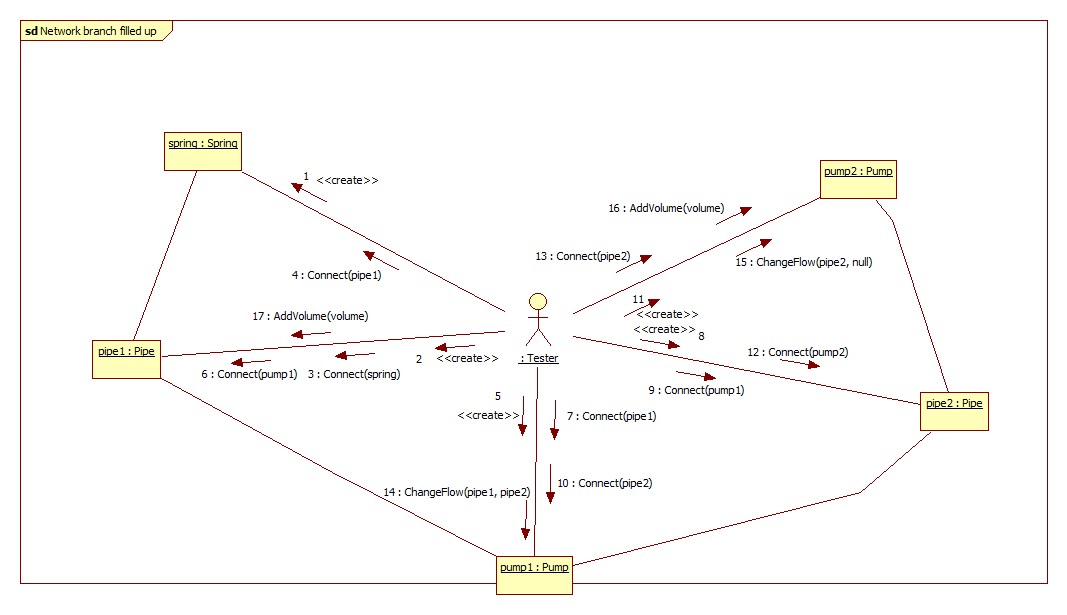 sd Network branch filled up
spring : Spring
pump2 : Pump
1 <<create>>
16 : AddVolume(volume)
13 : Connect(pipe2)
15 : ChangeFlow(pipe2, null)
4 : Connect(pipe1)
11
<<create>>
17 : AddVolume(volume)
<<create>>
8
pipe1 : Pipe
: Tester
2 <<create>>
12 : Connect(pump2)
6 : Connect(pump1)
3 : Connect(spring)
9 : Connect(pump1)
5
<<create>>
7 : Connect(pipe1)
pipe2 : Pipe
10 : Connect(pipe2)
14 : ChangeFlow(pipe1, pipe2)
pump1 : Pump